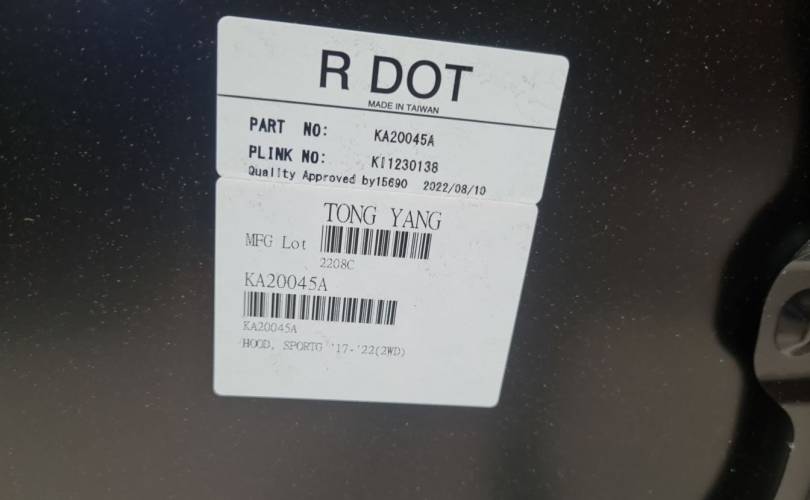 R DOT
MADE IN TAIWAN
PART NO: KA20045A
PLINK NO: KI1230138
Quality Approved by15690 2022/08/10
TONG YANG
MFG Lot
2208C
KA20045A
KA20045A
HOOD, SPORTG '17-'22(2WD)